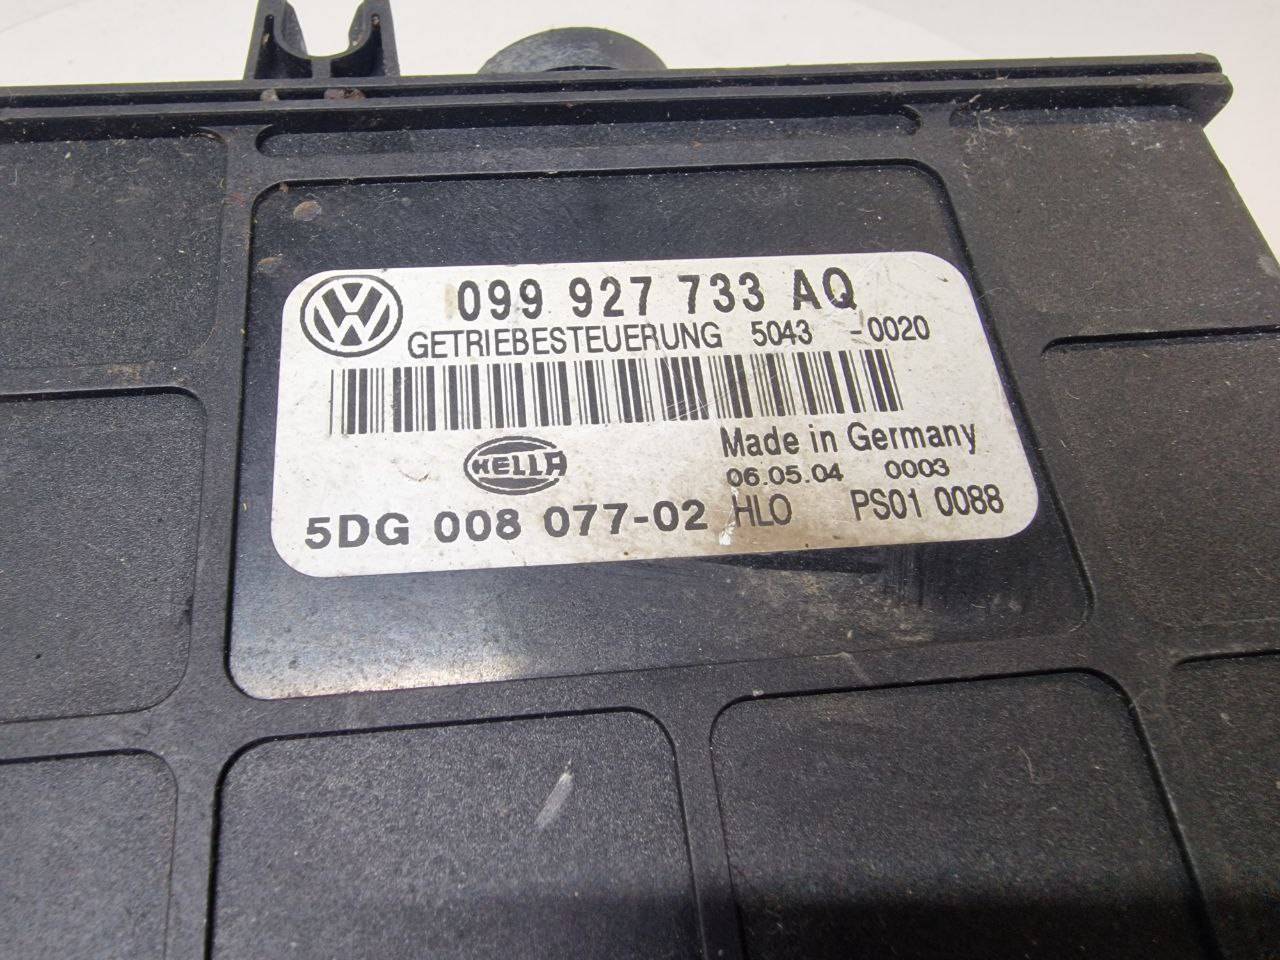 VW 099 927 733 AQ
GETRIEBESTEUERUNG 5043 -0020
HELLA Made in Germany
06.05.04 0003
5DG 008 077-02 HLO PS01 0088